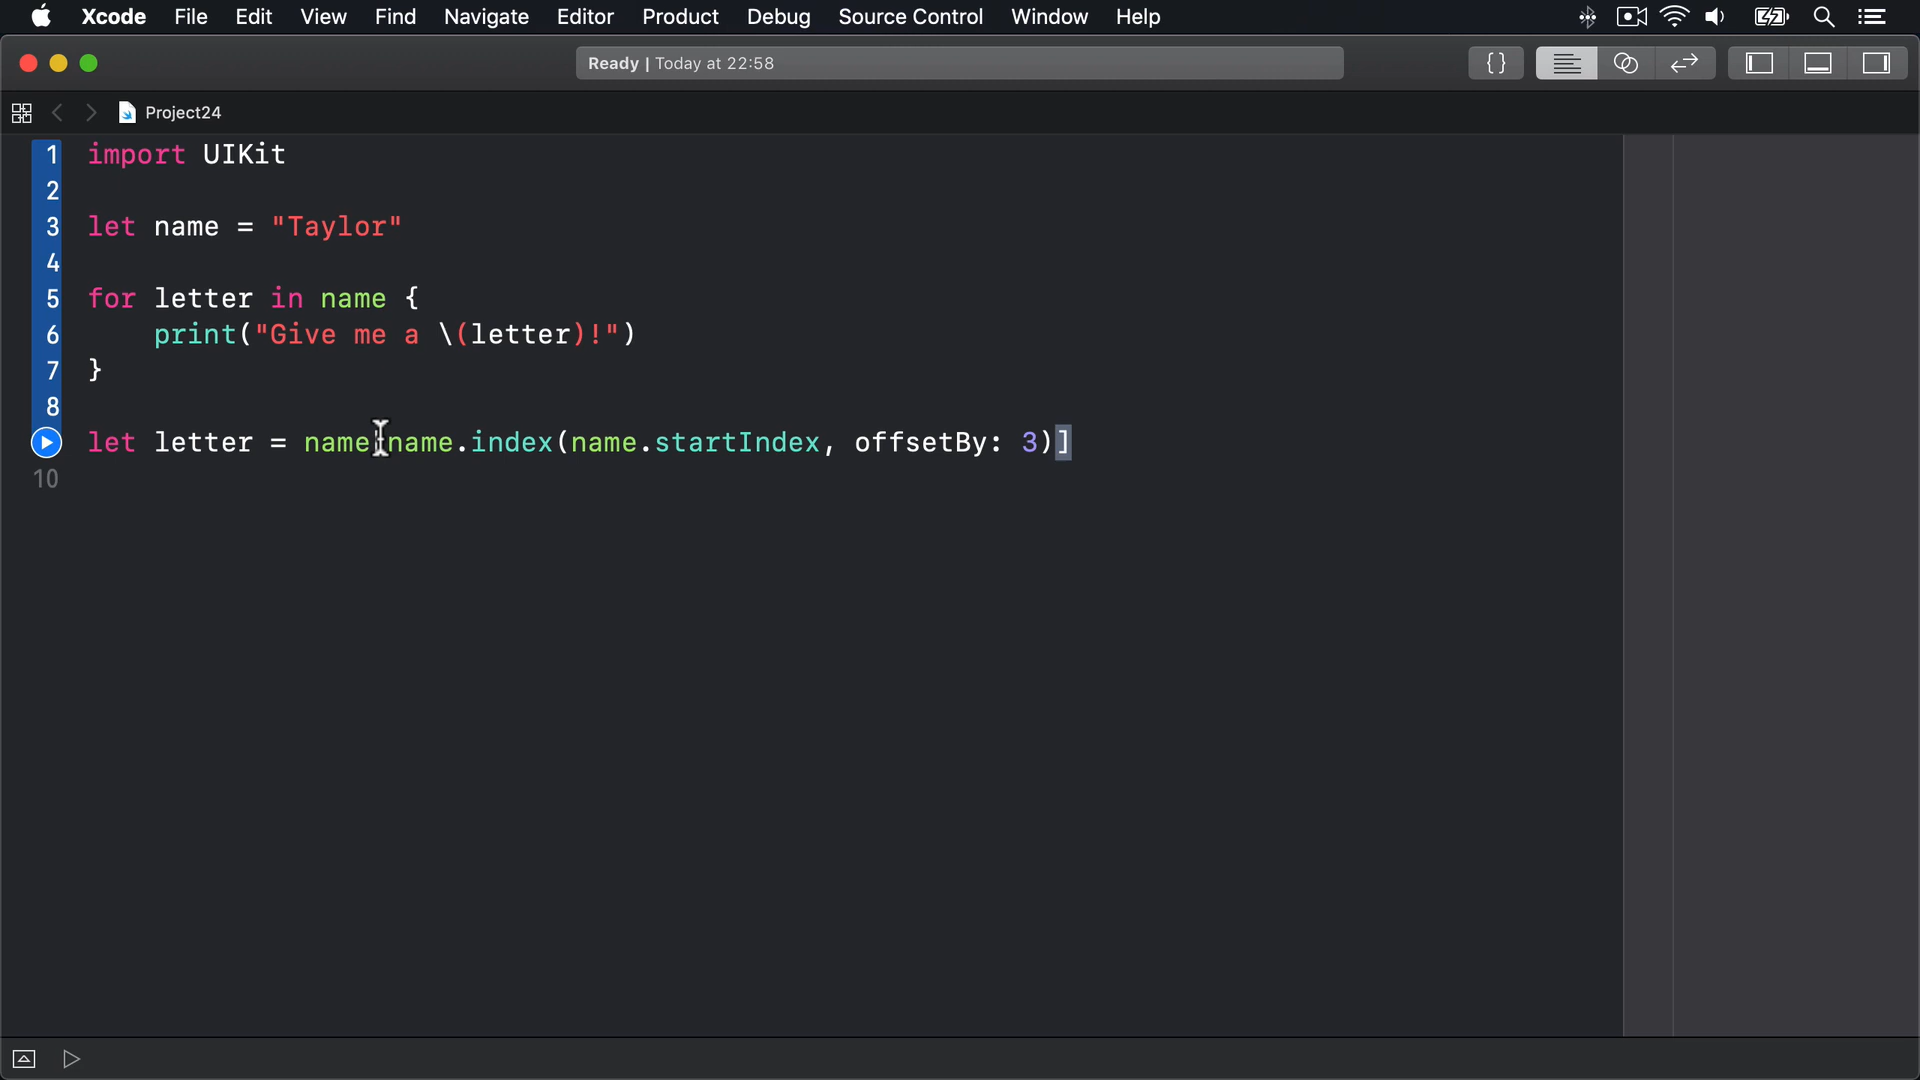 Xcode File Edit View Find Navigate Editor Product Debug Source Control Window Help
Ready | Today at 22:58
{}
Project24
1 import UIKit
2
3 let name = "Taylor"
4
5 for letter in name {
6 print("Give me a \(letter)!")
7 }
8
let letter = name[name.index(name.startIndex, offsetBy: 3)]
10